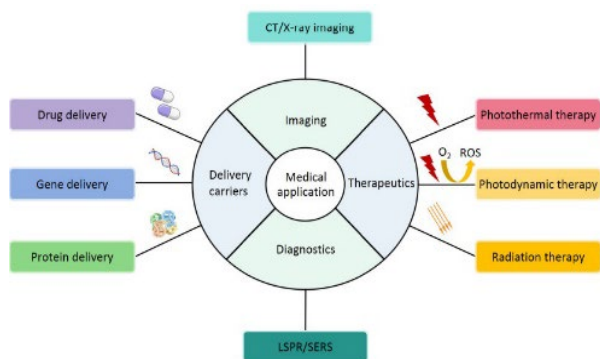 CT/X-ray imaging
Drug delivery
Imaging
Photothermal therapy
O₂ ROS
Gene delivery
Delivery
carriers
Medical
application
Therapeutics
Photodynamic therapy
Protein delivery
Diagnostics
Radiation therapy
LSPR/SERS